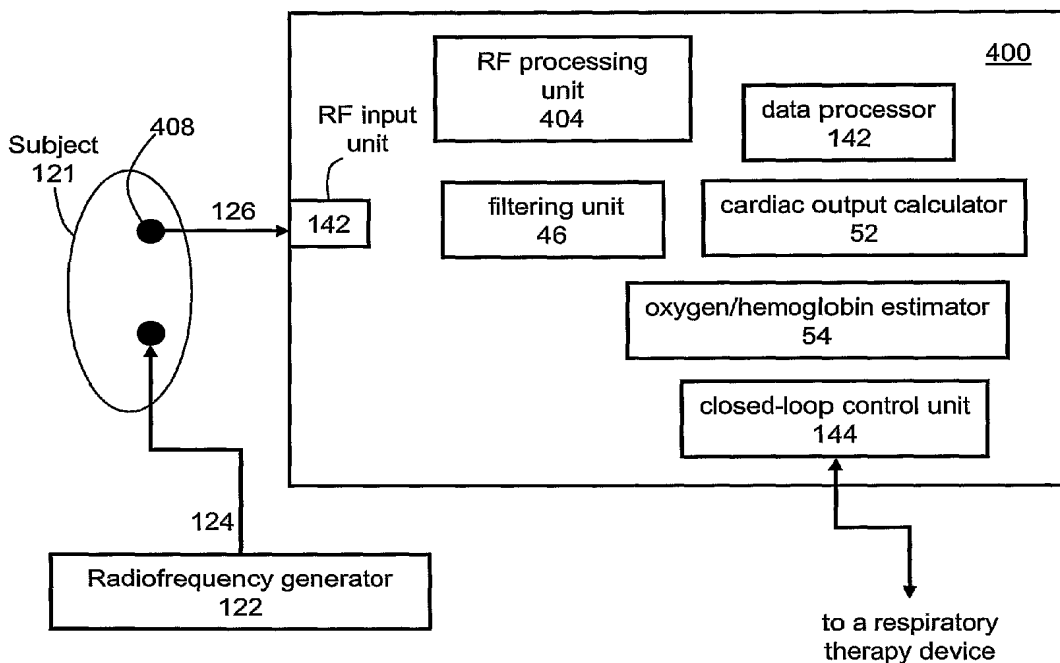 400
RF processing
unit
404
data processor
142
408
RF input
unit
Subject
121
126
142
filtering unit
46
cardiac output calculator
52
oxygen/hemoglobin estimator
54
closed-loop control unit
144
124
Radiofrequency generator
122
to a respiratory
therapy device